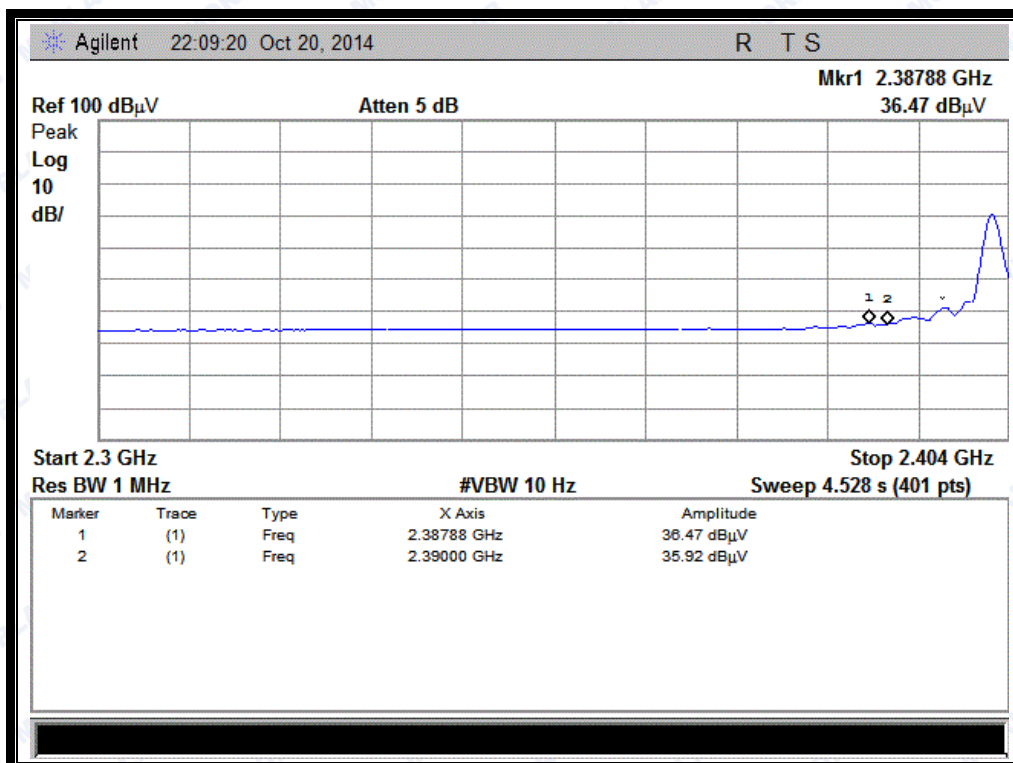 Agilent 22:09:20 Oct 20, 2014 R T S
Mkr1 2.38788 GHz
Ref 100 dBµV Atten 5 dB 36.47 dBµV
Peak
Log
10
dB/
1 2
Start 2.3 GHz Stop 2.404 GHz
Res BW 1 MHz #VBW 10 Hz Sweep 4.528 s (401 pts)
Marker Trace Type X Axis Amplitude
1 (1) Freq 2.38788 GHz 36.47 dBµV
2 (1) Freq 2.39000 GHz 35.92 dBµV